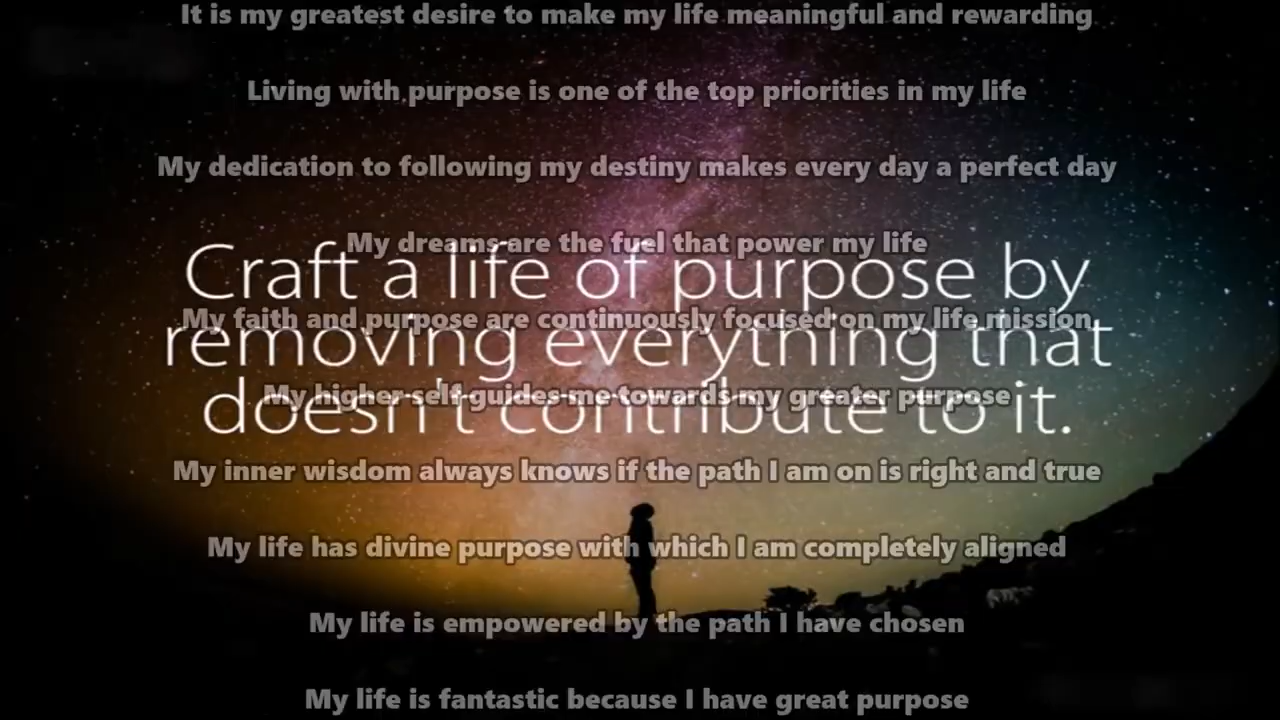 It is my greatest desire to make my life meaningful and rewarding
Living with purpose is one of the top priorities in my life
My dedication to following my destiny makes every day a perfect day
My dreams are the fuel that power my life
Craft a life of purpose by
My faith and purpose are continuously focused on my life mission
removing everything that
My higher self guides me towards my greater purpose
doesn't contribute to it.
My inner wisdom always knows if the path I am on is right and true
My life has divine purpose with which I am completely aligned
My life is empowered by the path I have chosen
My life is fantastic because I have great purpose